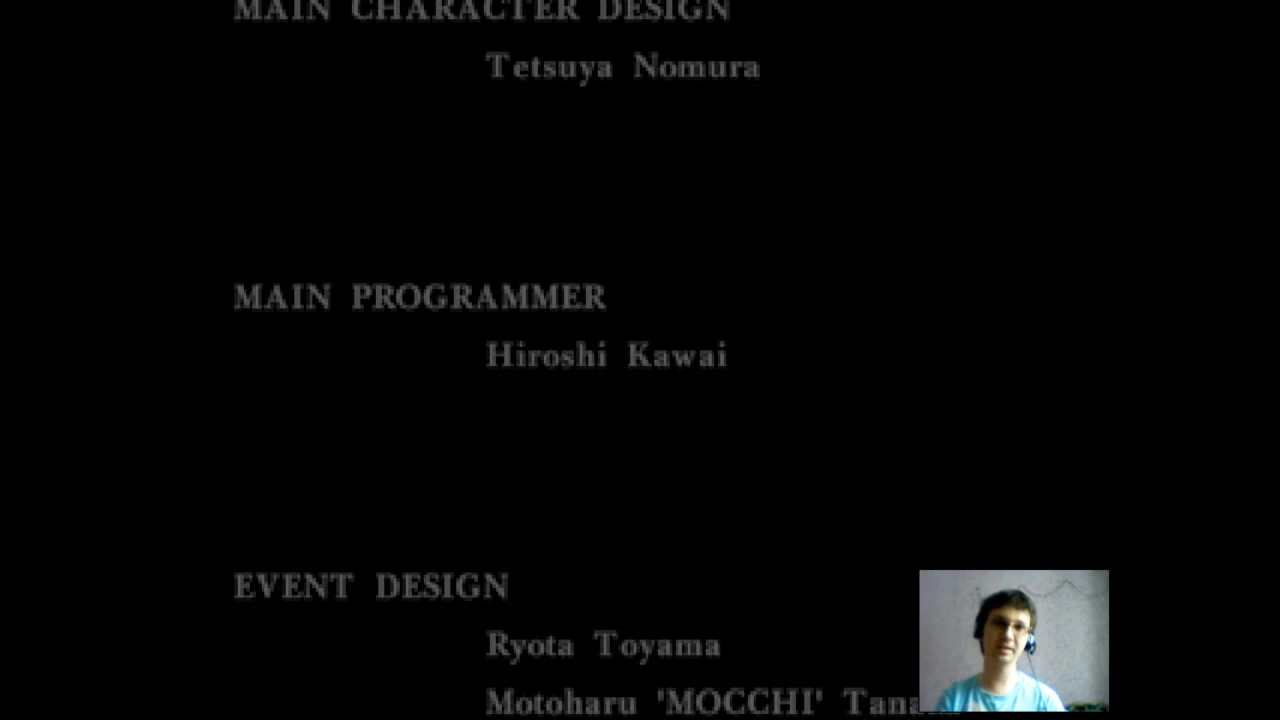 MAIN CHARACTER DESIGN
Tetsuya Nomura
MAIN PROGRAMMER
Hiroshi Kawai
EVENT DESIGN
Ryota Toyama
Motoharu 'MOCCHI'